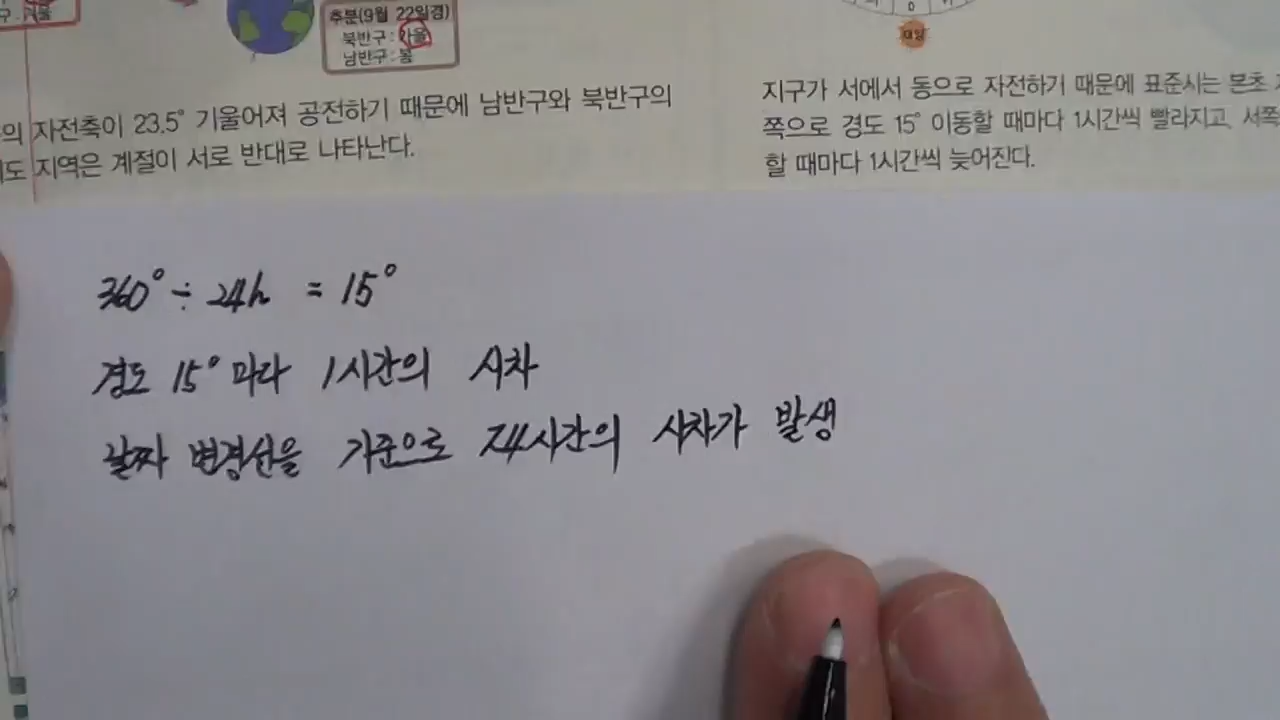 추분(9월 22일경)
북반구 : 가을
남반구 : 봄
의 자전축이 23.5° 기울어져 공전하기 때문에 남반구와 북반구의
도 지역은 계절이 서로 반대로 나타난다.
태양
지구가 서에서 동으로 자전하기 때문에 표준시는 본초
쪽으로 경도 15° 이동할 때마다 1시간씩 빨라지고, 서쪽
할 때마다 1시간씩 늦어진다.
360° ÷ 24h = 15°
경도 15° 마다 1시간의 시차
날짜 변경선을 기준으로 24시간의 시차가 발생